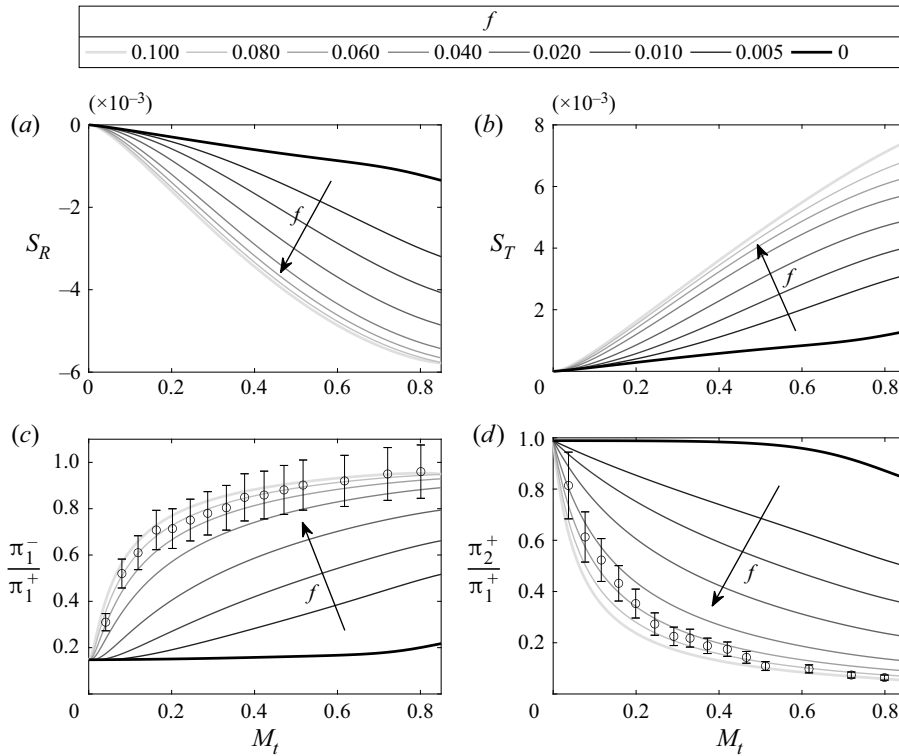 f
0.100 0.080 0.060 0.040 0.020 0.010 0.005 0
(a) (×10⁻³)
0
−2
−4
−6
S_R
0 0.2 0.4 0.6 0.8
(b) (×10⁻³)
8
6
4
2
0
S_T
0 0.2 0.4 0.6 0.8
f
f
(c)
1.0
0.8
0.6
0.4
0.2
π₁⁻
π₁⁺
f
0 0.2 0.4 0.6 0.8
M_t
(d)
1.0
0.8
0.6
0.4
0.2
π₂⁺
π₁⁺
f
0 0.2 0.4 0.6 0.8
M_t